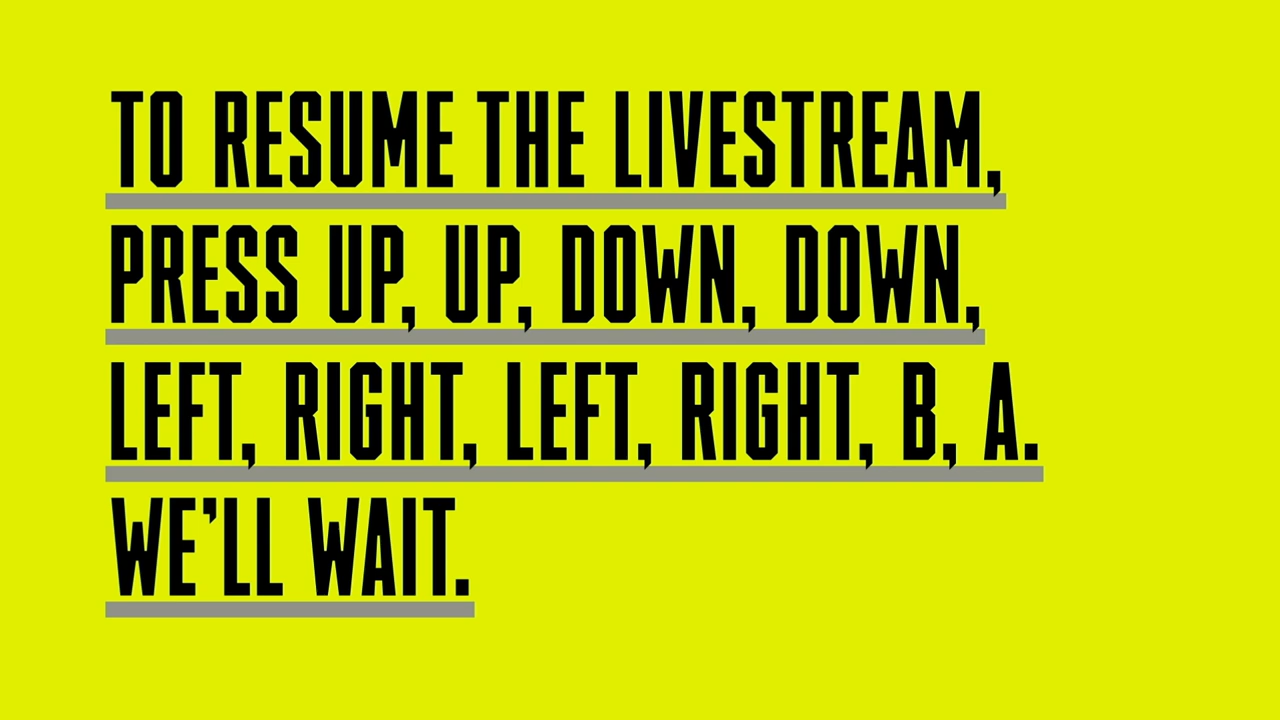 TO RESUME THE LIVESTREAM,
PRESS UP, UP, DOWN, DOWN,
LEFT, RIGHT, LEFT, RIGHT, B, A.
WE’LL WAIT.